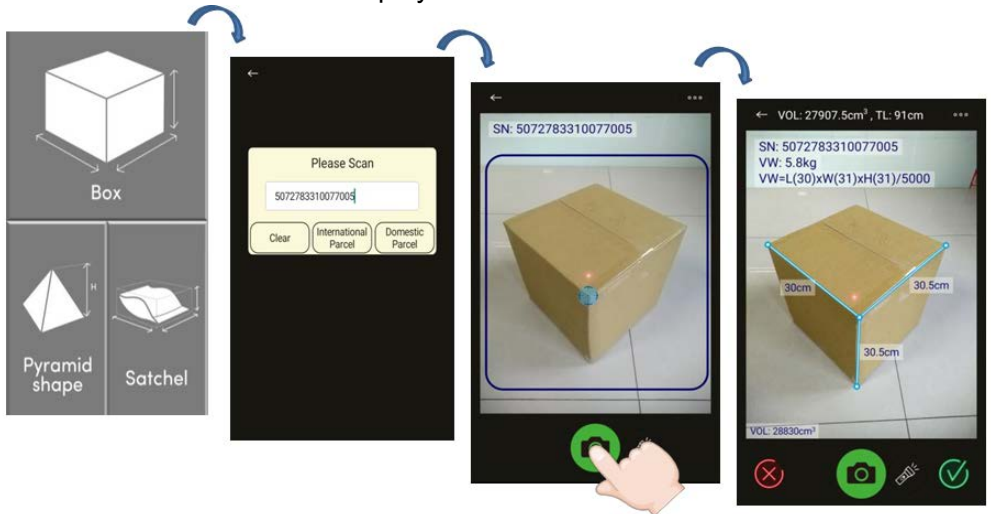 Box
H
Pyramid
shape
Satchel
←
Please Scan
5072783310077005
Clear
International
Parcel
Domestic
Parcel
←
SN: 5072783310077005
← VOL: 27907.5cm³ , TL: 91cm
SN: 5072783310077005
VW: 5.8kg
VW=L(30)xW(31)xH(31)/5000
30cm
30.5cm
30.5cm
VOL: 28830cm³